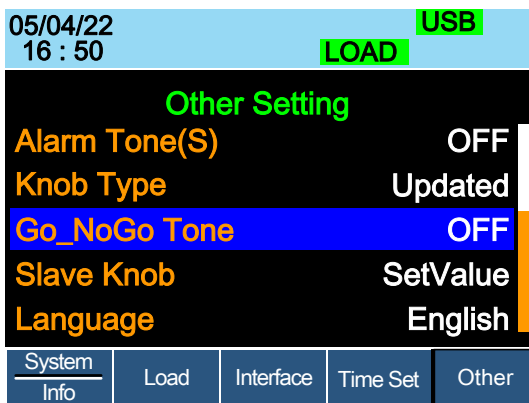 05/04/22 USB
16 : 50 LOAD
Other Setting
Alarm Tone(S) OFF
Knob Type Updated
Go_NoGo Tone OFF
Slave Knob SetValue
Language English
System
Info Load Interface Time Set Other